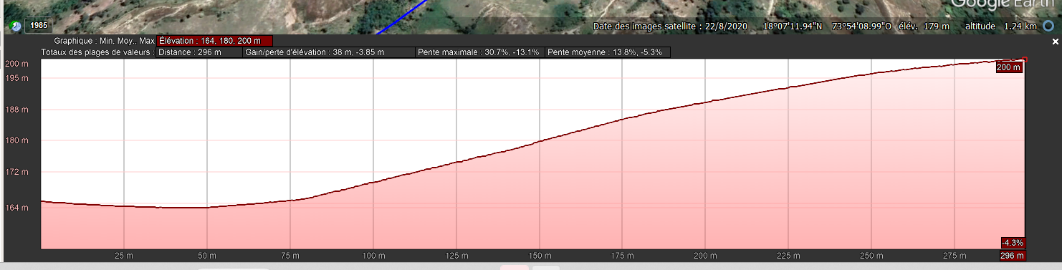 Google Earth
1985
Date des images satellite : 22/8/2020 18°07'11.94"N 73°54'08.99"O élév. 179 m altitude 1.24 km
Graphique : Min. Moy.. Max. Élévation : 164, 180, 200 m
Totaux des plages de valeurs : Distance : 296 m Gain/perte d'élévation : 38 m, -3.85 m Pente maximale : 30.7%, -13.1% Pente moyenne : 13.8%, -5.3%
200 m
200 m
195 m
188 m
180 m
172 m
164 m
-4.3%
25 m 50 m 75 m 100 m 125 m 150 m 175 m 200 m 225 m 250 m 275 m 296 m